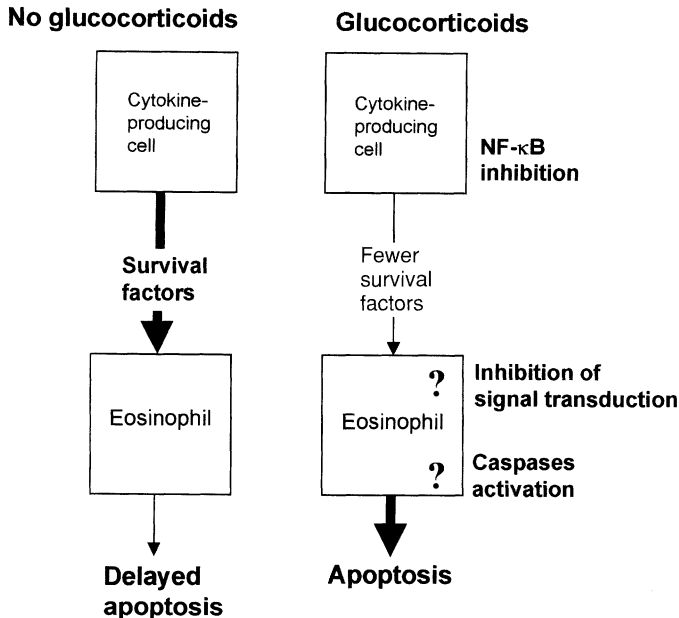 No glucocorticoids
Cytokine-
producing
cell
Survival
factors
Eosinophil
Delayed
apoptosis
Glucocorticoids
Cytokine-
producing
cell
NF-κB
inhibition
Fewer
survival
factors
?
Inhibition of
signal transduction
Eosinophil
?
Caspases
activation
Apoptosis